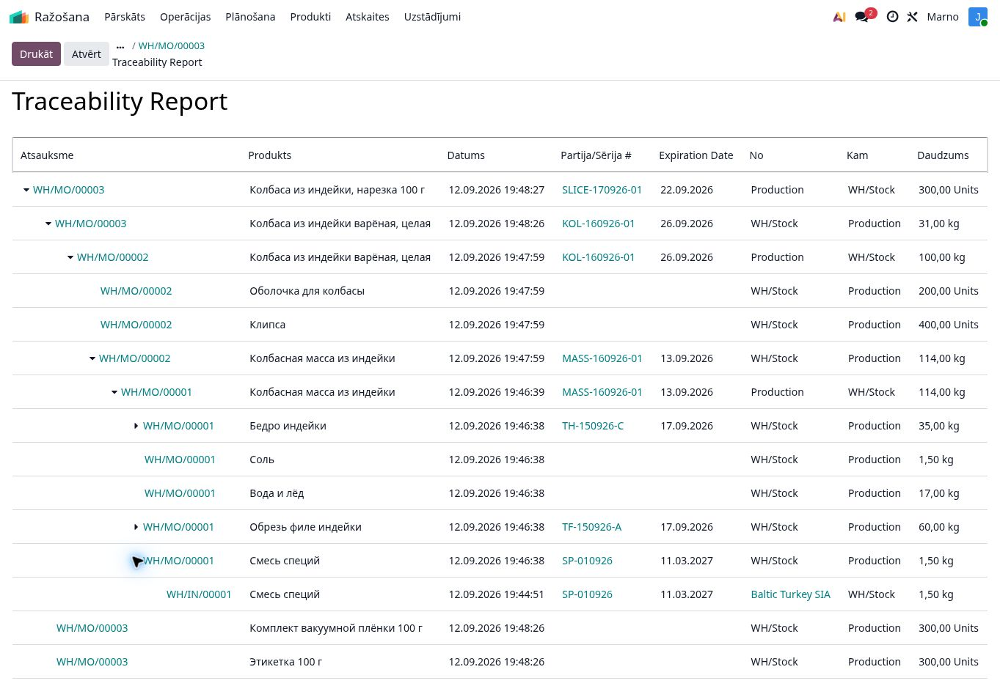 Ražošana Pārskāts Operācijas Plānošana Produkti Atskaites Uzstādījumi AI 2 Marno J
Drukāt Atvērt ... / WH/MO/00003
Traceability Report
Traceability Report
Atsauksme Produkts Datums Partija/Sērija # Expiration Date No Kam Daudzums
WH/MO/00003 Колбаса из индейки, нарезка 100 г 12.09.2026 19:48:27 SLICE-170926-01 22.09.2026 Production WH/Stock 300,00 Units
WH/MO/00003 Колбаса из индейки варёная, целая 12.09.2026 19:48:26 KOL-160926-01 26.09.2026 WH/Stock Production 31,00 kg
WH/MO/00002 Колбаса из индейки варёная, целая 12.09.2026 19:47:59 KOL-160926-01 26.09.2026 Production WH/Stock 100,00 kg
WH/MO/00002 Оболочка для колбасы 12.09.2026 19:47:59 WH/Stock Production 200,00 Units
WH/MO/00002 Клипса 12.09.2026 19:47:59 WH/Stock Production 400,00 Units
WH/MO/00002 Колбасная масса из индейки 12.09.2026 19:47:59 MASS-160926-01 13.09.2026 WH/Stock Production 114,00 kg
WH/MO/00001 Колбасная масса из индейки 12.09.2026 19:46:39 MASS-160926-01 13.09.2026 Production WH/Stock 114,00 kg
WH/MO/00001 Бедро индейки 12.09.2026 19:46:38 TH-150926-C 17.09.2026 WH/Stock Production 35,00 kg
WH/MO/00001 Соль 12.09.2026 19:46:38 WH/Stock Production 1,50 kg
WH/MO/00001 Вода и лёд 12.09.2026 19:46:38 WH/Stock Production 17,00 kg
WH/MO/00001 Обрезь филе индейки 12.09.2026 19:46:38 TF-150926-A 17.09.2026 WH/Stock Production 60,00 kg
WH/MO/00001 Смесь специй 12.09.2026 19:46:38 SP-010926 11.03.2027 WH/Stock Production 1,50 kg
WH/IN/00001 Смесь специй 12.09.2026 19:44:51 SP-010926 11.03.2027 Baltic Turkey SIA WH/Stock 1,50 kg
WH/MO/00003 Комплект вакуумной плёнки 100 г 12.09.2026 19:48:26 WH/Stock Production 300,00 Units
WH/MO/00003 Этикетка 100 г 12.09.2026 19:48:26 WH/Stock Production 300,00 Units